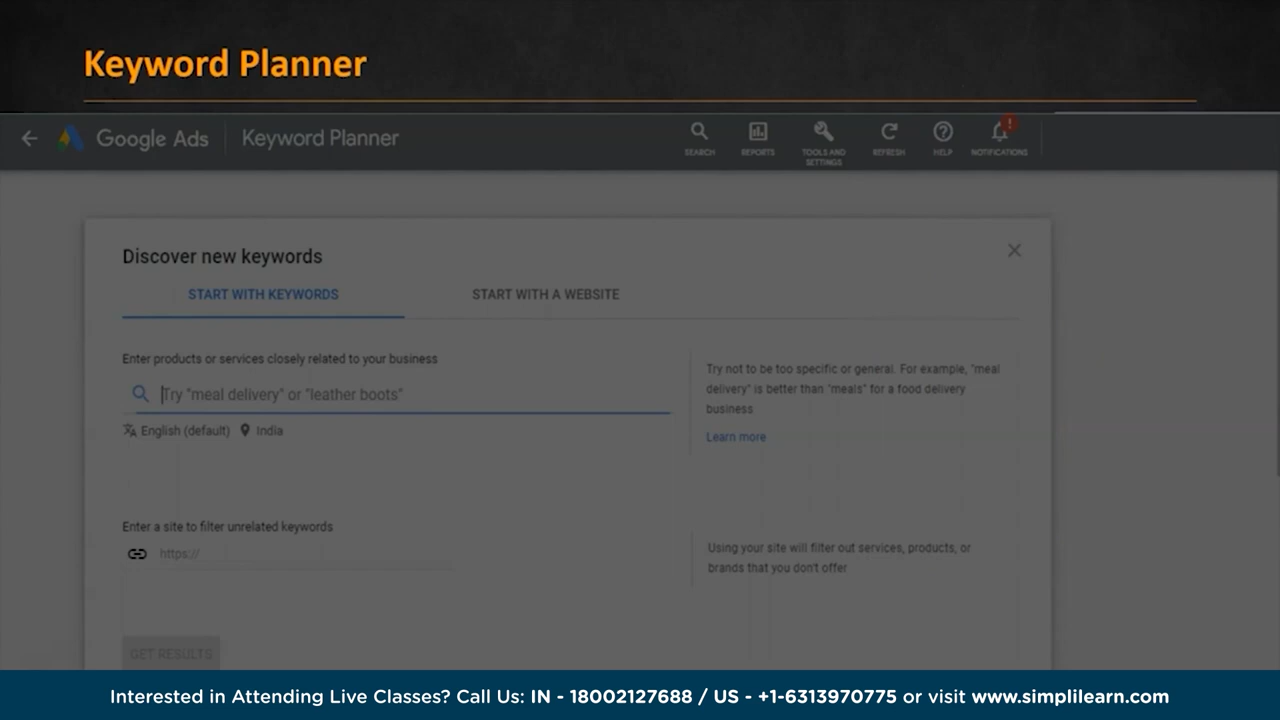 Keyword Planner
Google Ads Keyword Planner
SEARCH REPORTS TOOLS AND SETTINGS REFRESH HELP ! NOTIFICATIONS
Discover new keywords
START WITH KEYWORDS START WITH A WEBSITE
Enter products or services closely related to your business
Try "meal delivery" or "leather boots"
English (default) India
Try not to be too specific or general. For example, "meal
delivery" is better than "meals" for a food delivery
business
Learn more
Enter a site to filter unrelated keywords
https://
Using your site will filter out services, products, or
brands that you don't offer
GET RESULTS
Interested in Attending Live Classes? Call Us: IN - 18002127688 / US - +1-6313970775 or visit www.simplilearn.com